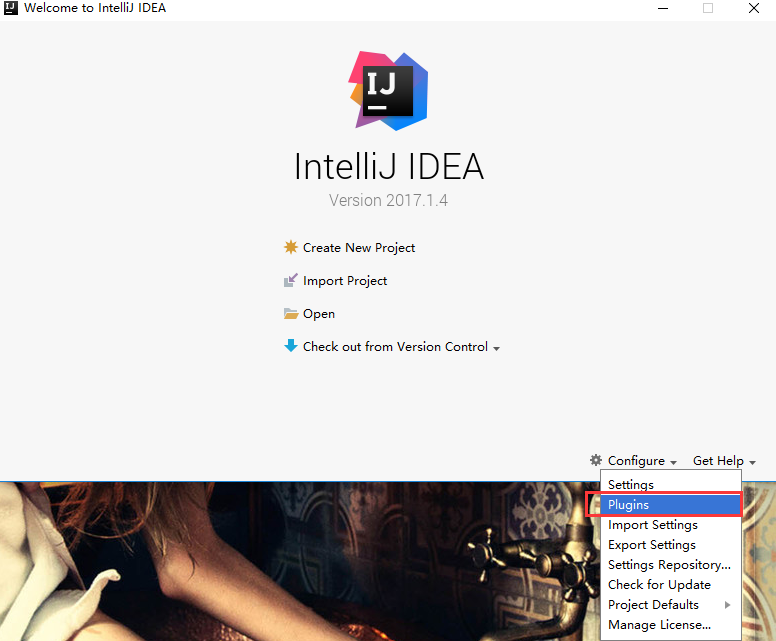 Welcome to IntelliJ IDEA
IJ
IntelliJ IDEA
Version 2017.1.4
Create New Project
Import Project
Open
Check out from Version Control
Configure
Get Help
Settings
Plugins
Import Settings
Export Settings
Settings Repository...
Check for Update
Project Defaults
Manage License...